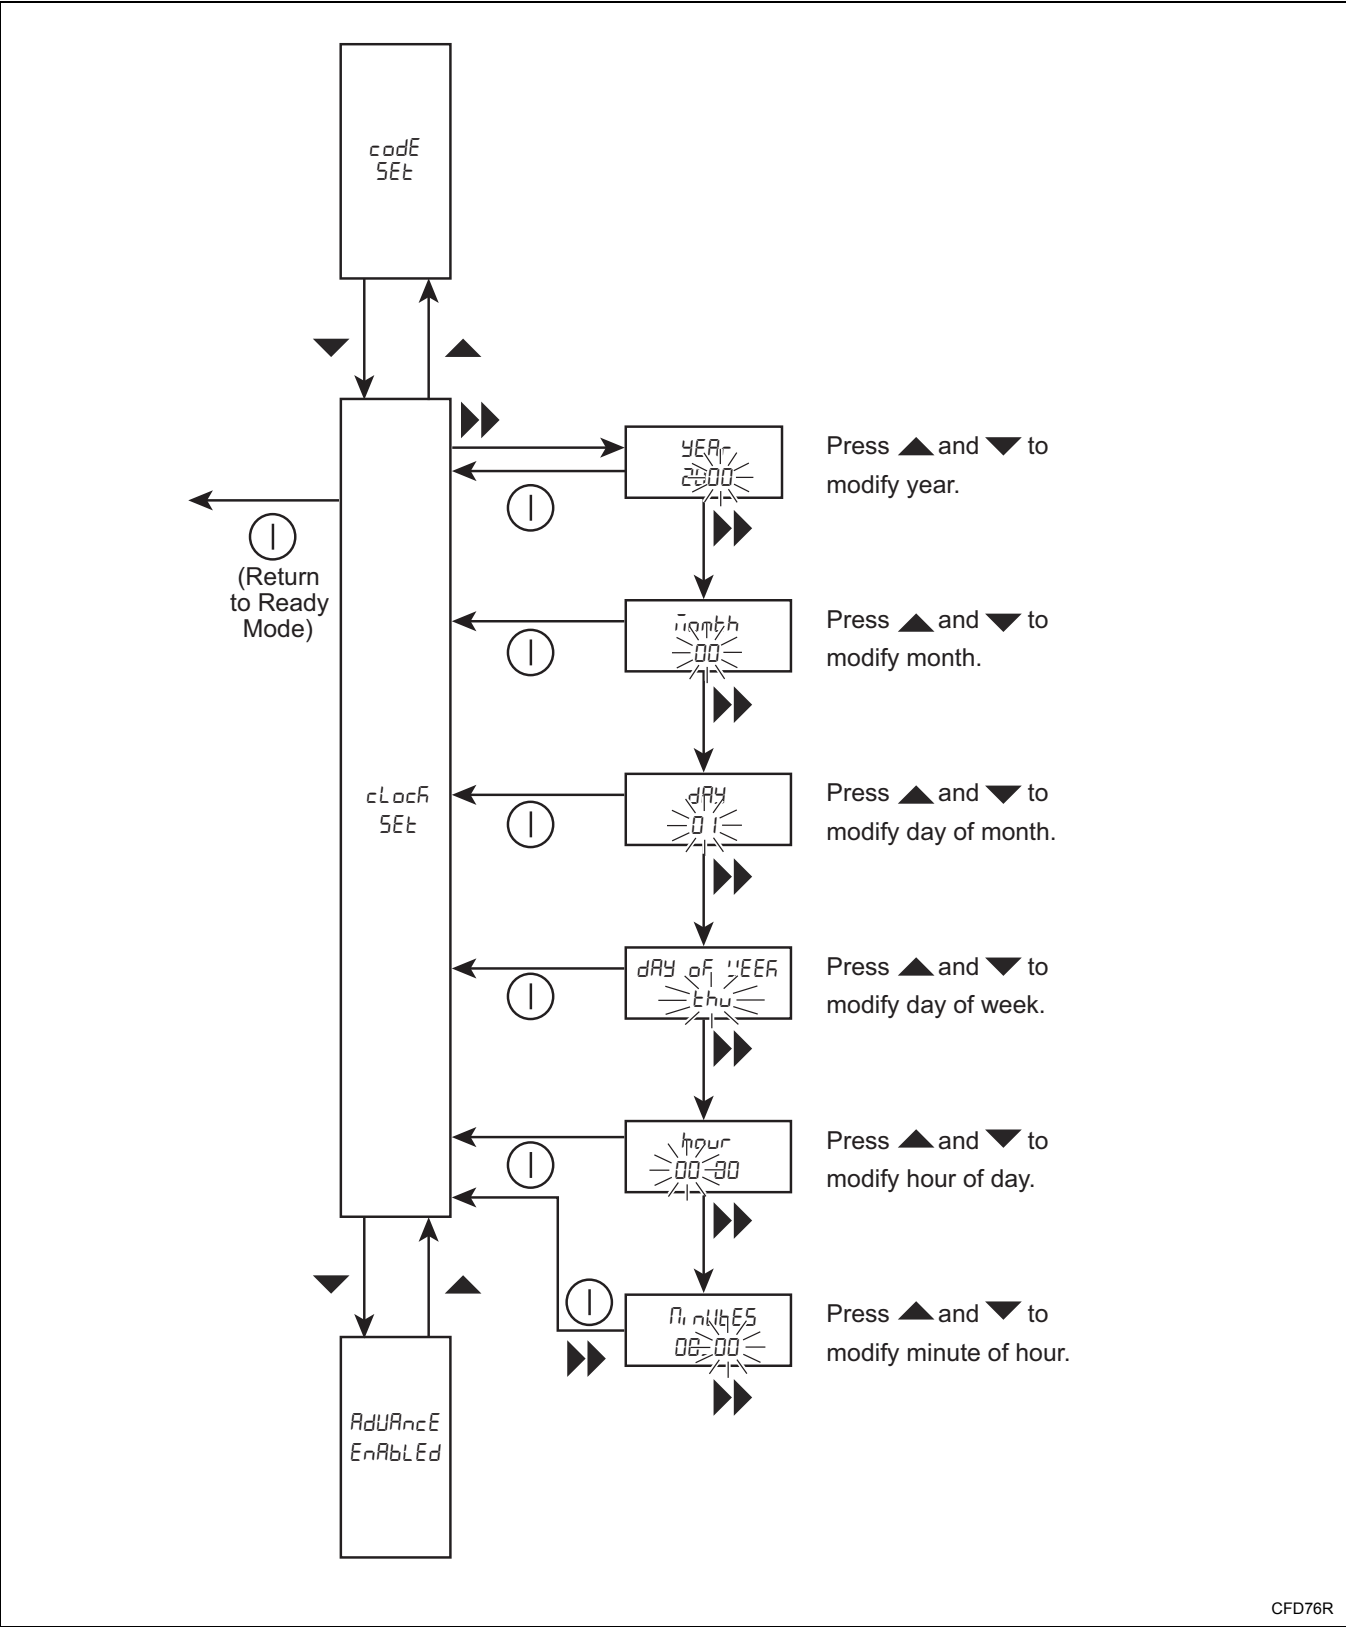 codE
SEt
YEAr
2000
Press ▲ and ▼ to
modify year.
(Return
to Ready
Mode)
month
00
Press ▲ and ▼ to
modify month.
cLock
SEt
dAY
01
Press ▲ and ▼ to
modify day of month.
dAY oF WEEk
thu
Press ▲ and ▼ to
modify day of week.
hour
00
Press ▲ and ▼ to
modify hour of day.
MinUtES
00
Press ▲ and ▼ to
modify minute of hour.
AdVAncE
EnAbLEd
CFD76R